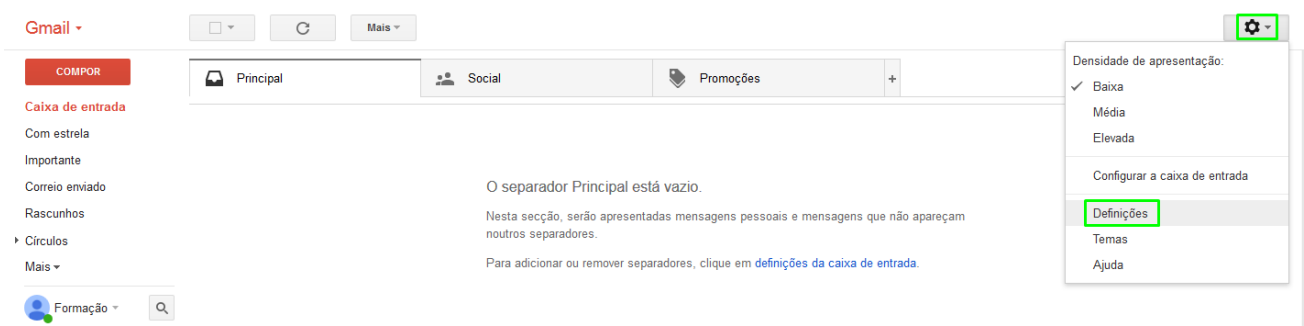 Gmail
Mais
COMPOR
Caixa de entrada
Com estrela
Importante
Correio enviado
Rascunhos
Círculos
Mais
Formação
Principal
Social
Promoções
+
O separador Principal está vazio.
Nesta secção, serão apresentadas mensagens pessoais e mensagens que não apareçam
noutros separadores.
Para adicionar ou remover separadores, clique em definições da caixa de entrada.
Densidade de apresentação:
Baixa
Média
Elevada
Configurar a caixa de entrada
Definições
Temas
Ajuda